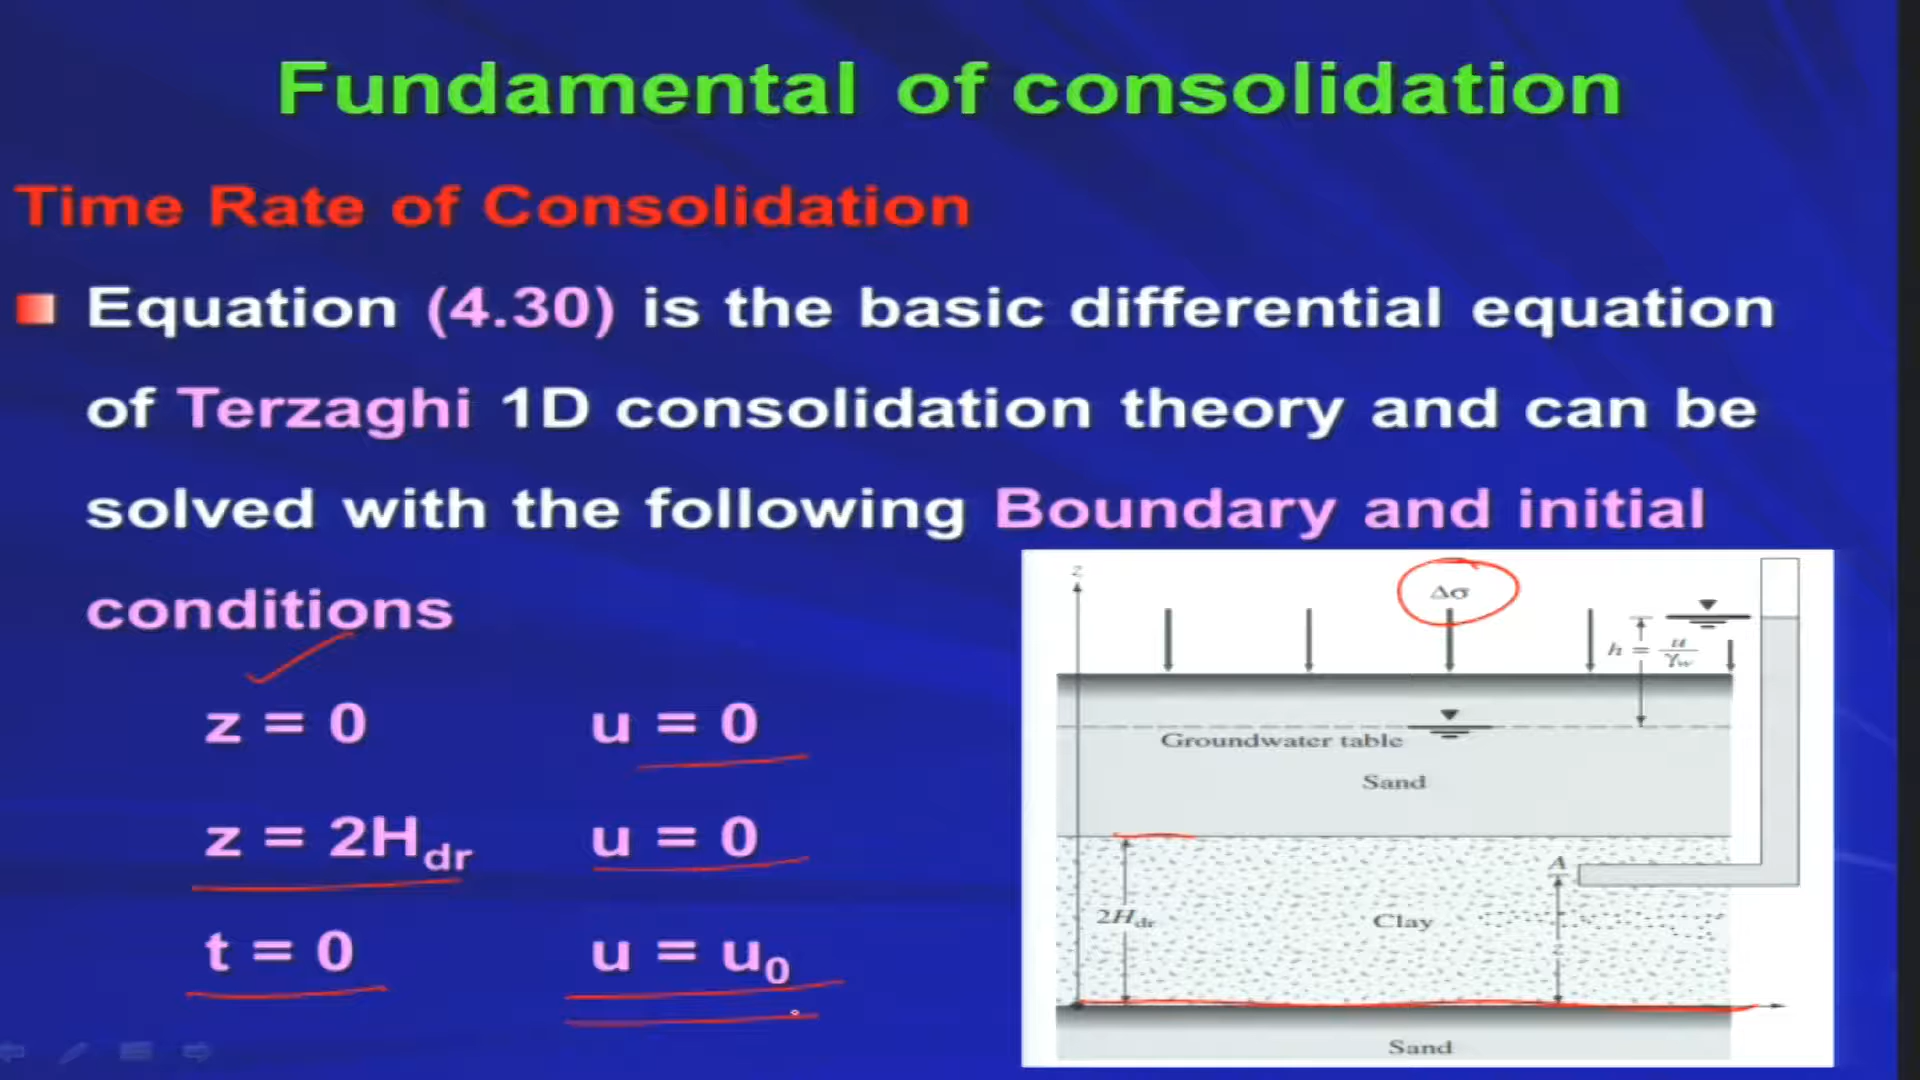 Fundamental of consolidation
Time Rate of Consolidation
Equation (4.30) is the basic differential equation
of Terzaghi 1D consolidation theory and can be
solved with the following Boundary and initial
conditions
z = 0 u = 0
z = 2H_dr u = 0
t = 0 u = u_0
z
Δσ
h = u/γ_w
Groundwater table
Sand
A
2H_dr
Clay
z
Sand